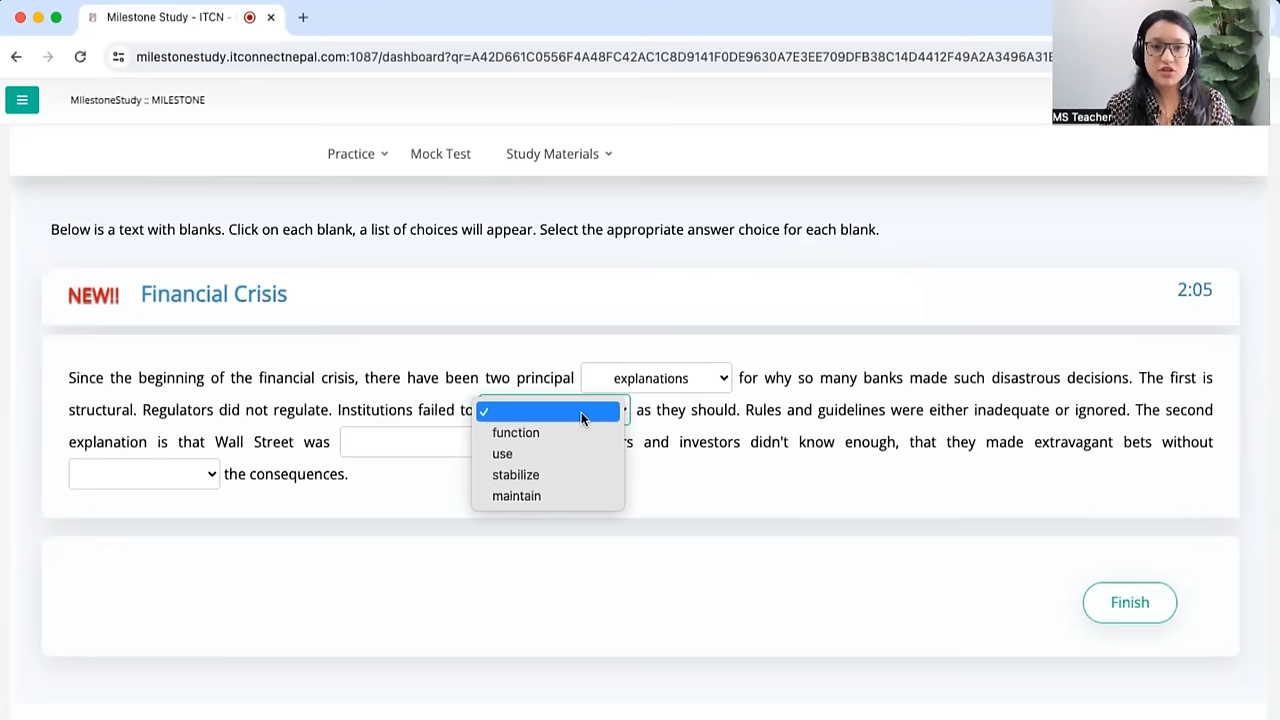 Milestone Study - ITCN -
milestonestudy.itconnectnepal.com:1087/dashboard?qr=A42D661C0556F4A48FC42AC1C8D9141F0DE9630A7E3EE709DFB38C14D4412F49A2A3496A31E
MilestoneStudy :: MILESTONE
MS Teacher
Practice Mock Test Study Materials
Below is a text with blanks. Click on each blank, a list of choices will appear. Select the appropriate answer choice for each blank.
NEW!! Financial Crisis 2:05
Since the beginning of the financial crisis, there have been two principal explanations for why so many banks made such disastrous decisions. The first is
structural. Regulators did not regulate. Institutions failed to as they should. Rules and guidelines were either inadequate or ignored. The second
explanation is that Wall Street was and investors didn't know enough, that they made extravagant bets without
the consequences.
function
use
stabilize
maintain
Finish